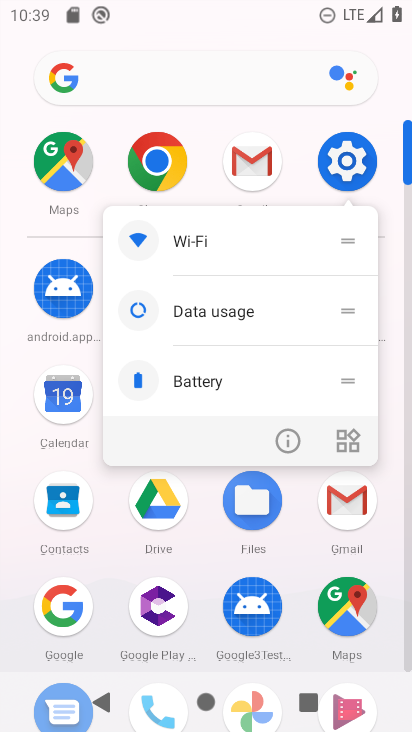 10:39 LTE
G
G
Maps
Wi-Fi
Data usage
Battery
android.app...
19
Calendar
Contacts
Drive
Files
Gmail
G
G
Google
Google Play ...
Google3Test...
Maps